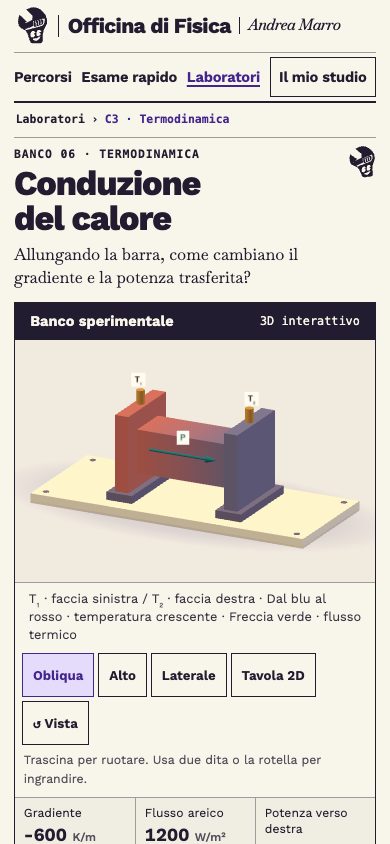 Officina di Fisica Andrea Marro
Percorsi Esame rapido Laboratori Il mio studio
Laboratori › C3 · Termodinamica
BANCO 06 · TERMODINAMICA
Conduzione
del calore
Allungando la barra, come cambiano il
gradiente e la potenza trasferita?
Banco sperimentale 3D interattivo
T₁
T₂
P
T₁ · faccia sinistra / T₂ · faccia destra · Dal blu al
rosso · temperatura crescente · Freccia verde · flusso
termico
Obliqua Alto Laterale Tavola 2D
↺ Vista
Trascina per ruotare. Usa due dita o la rotella per
ingrandire.
Gradiente Flusso areico Potenza verso
destra
-600 K/m 1200 W/m²